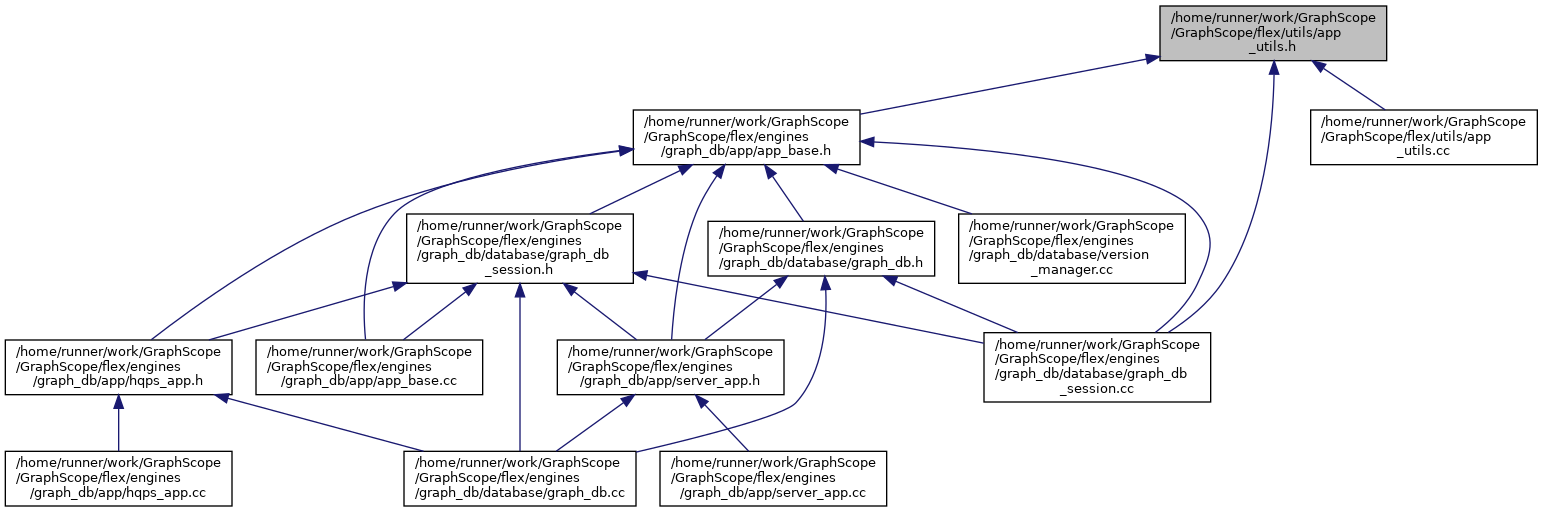 /home/runner/work/GraphScope
/GraphScope/flex/utils/app
_utils.h
/home/runner/work/GraphScope
/GraphScope/flex/engines
/graph_db/app/app_base.h
/home/runner/work/GraphScope
/GraphScope/flex/utils/app
_utils.cc
/home/runner/work/GraphScope
/GraphScope/flex/engines
/graph_db/database/graph_db
_session.h
/home/runner/work/GraphScope
/GraphScope/flex/engines
/graph_db/database/graph_db.h
/home/runner/work/GraphScope
/GraphScope/flex/engines
/graph_db/database/version
_manager.cc
/home/runner/work/GraphScope
/GraphScope/flex/engines
/graph_db/app/hqps_app.h
/home/runner/work/GraphScope
/GraphScope/flex/engines
/graph_db/app/app_base.cc
/home/runner/work/GraphScope
/GraphScope/flex/engines
/graph_db/app/server_app.h
/home/runner/work/GraphScope
/GraphScope/flex/engines
/graph_db/database/graph_db
_session.cc
/home/runner/work/GraphScope
/GraphScope/flex/engines
/graph_db/app/hqps_app.cc
/home/runner/work/GraphScope
/GraphScope/flex/engines
/graph_db/database/graph_db.cc
/home/runner/work/GraphScope
/GraphScope/flex/engines
/graph_db/app/server_app.cc